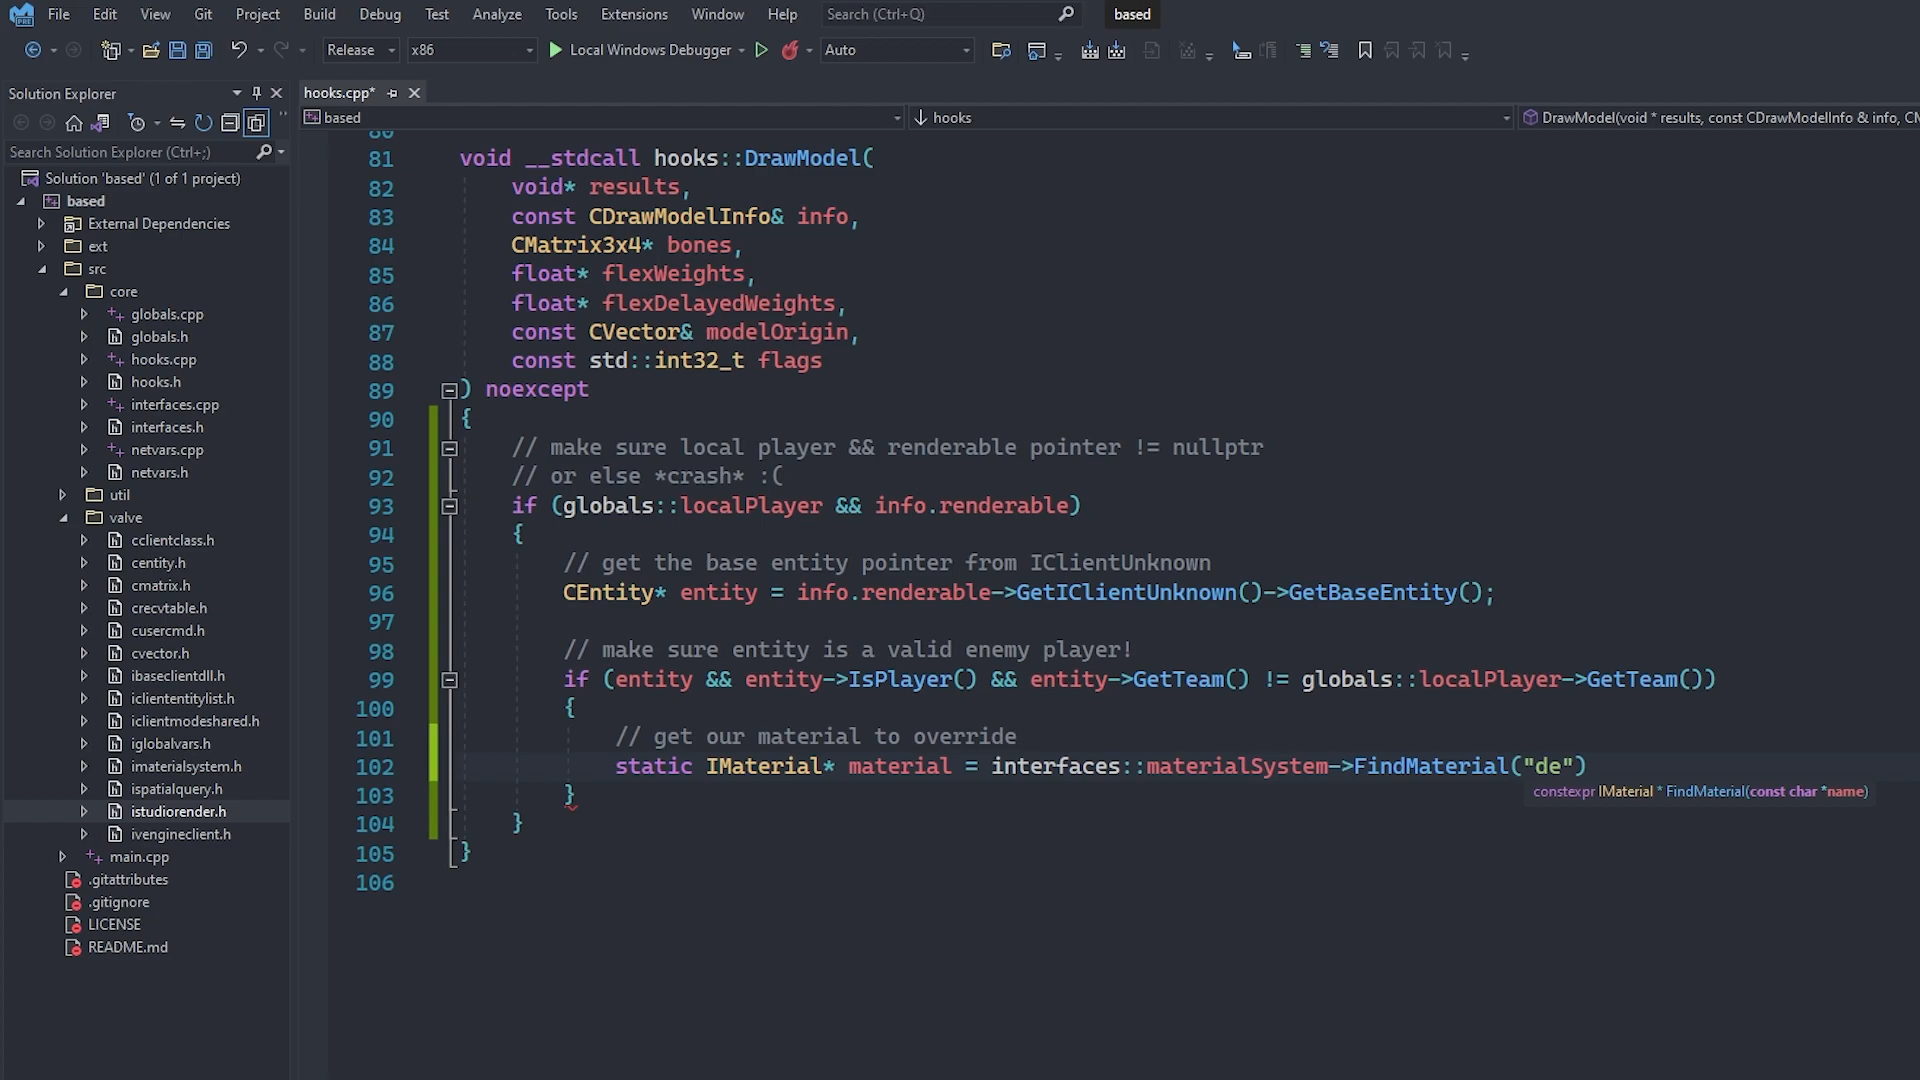 File Edit View Git Project Build Debug Test Analyze Tools Extensions Window Help Search (Ctrl+Q) based
Release x86 Local Windows Debugger Auto
Solution Explorer
Search Solution Explorer (Ctrl+;)
Solution 'based' (1 of 1 project)
based
External Dependencies
ext
src
core
globals.cpp
globals.h
hooks.cpp
hooks.h
interfaces.cpp
interfaces.h
netvars.cpp
netvars.h
util
valve
cclientclass.h
centity.h
cmatrix.h
crecvtable.h
cusercmd.h
cvector.h
ibaseclientdll.h
icliententitylist.h
iclientmodeshared.h
iglobalvars.h
imaterialsystem.h
ispatialquery.h
istudiorender.h
ivengineclient.h
main.cpp
.gitattributes
.gitignore
LICENSE
README.md
hooks.cpp*
based hooks DrawModel(void * results, const CDrawModelInfo & info, CM
80
81 void __stdcall hooks::DrawModel(
82 void* results,
83 const CDrawModelInfo& info,
84 CMatrix3x4* bones,
85 float* flexWeights,
86 float* flexDelayedWeights,
87 const CVector& modelOrigin,
88 const std::int32_t flags
89 ) noexcept
90 {
91 // make sure local player && renderable pointer != nullptr
92 // or else *crash* :(
93 if (globals::localPlayer && info.renderable)
94 {
95 // get the base entity pointer from IClientUnknown
96 CEntity* entity = info.renderable->GetIClientUnknown()->GetBaseEntity();
97
98 // make sure entity is a valid enemy player!
99 if (entity && entity->IsPlayer() && entity->GetTeam() != globals::localPlayer->GetTeam())
100 {
101 // get our material to override
102 static IMaterial* material = interfaces::materialSystem->FindMaterial("de")
constexpr IMaterial * FindMaterial(const char *name)
103 }
104 }
105 }
106